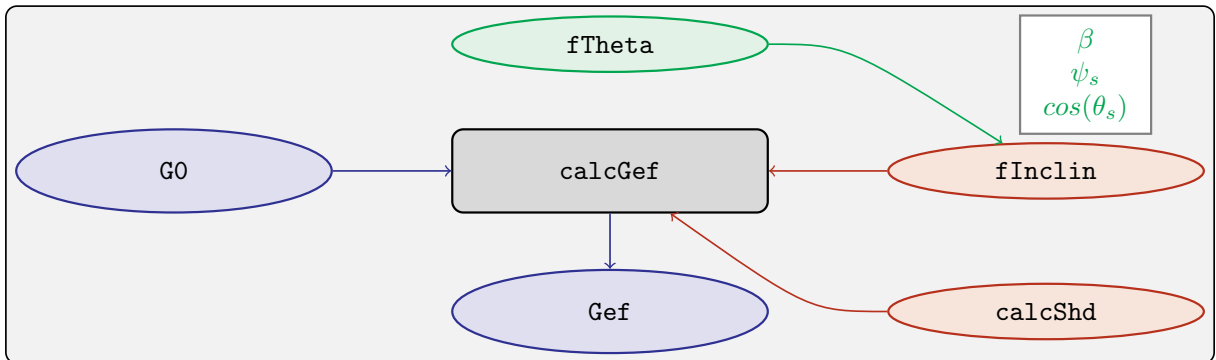 fTheta
β
ψ_s
cos(θ_s)
G0
calcGef
fInclin
Gef
calcShd